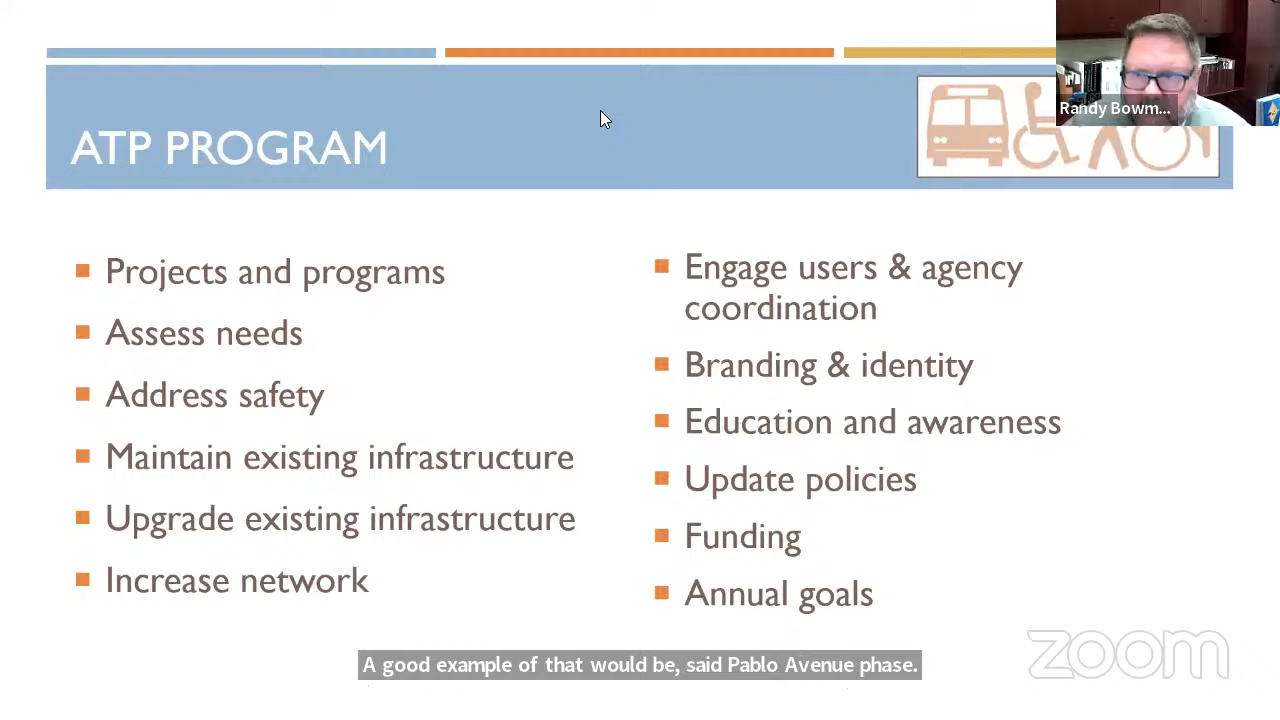 Randy Bowm...
ATP PROGRAM
Projects and programs
Assess needs
Address safety
Maintain existing infrastructure
Upgrade existing infrastructure
Increase network
Engage users & agency
coordination
Branding & identity
Education and awareness
Update policies
Funding
Annual goals
A good example of that would be, said Pablo Avenue phase.
zoom